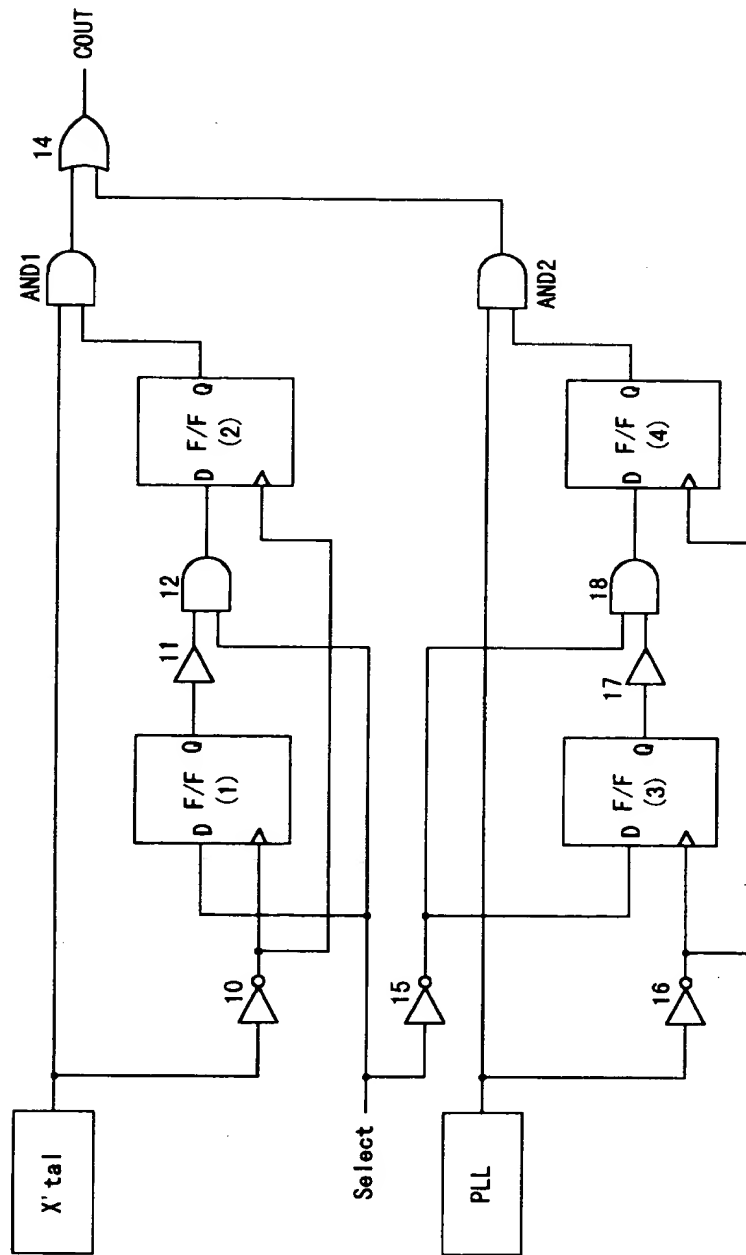 X'tal
10
F/F
(1)
D
Q
11
12
F/F
(2)
D
Q
AND1
14
COUT
Select
15
PLL
16
F/F
(3)
D
Q
17
18
F/F
(4)
D
Q
AND2